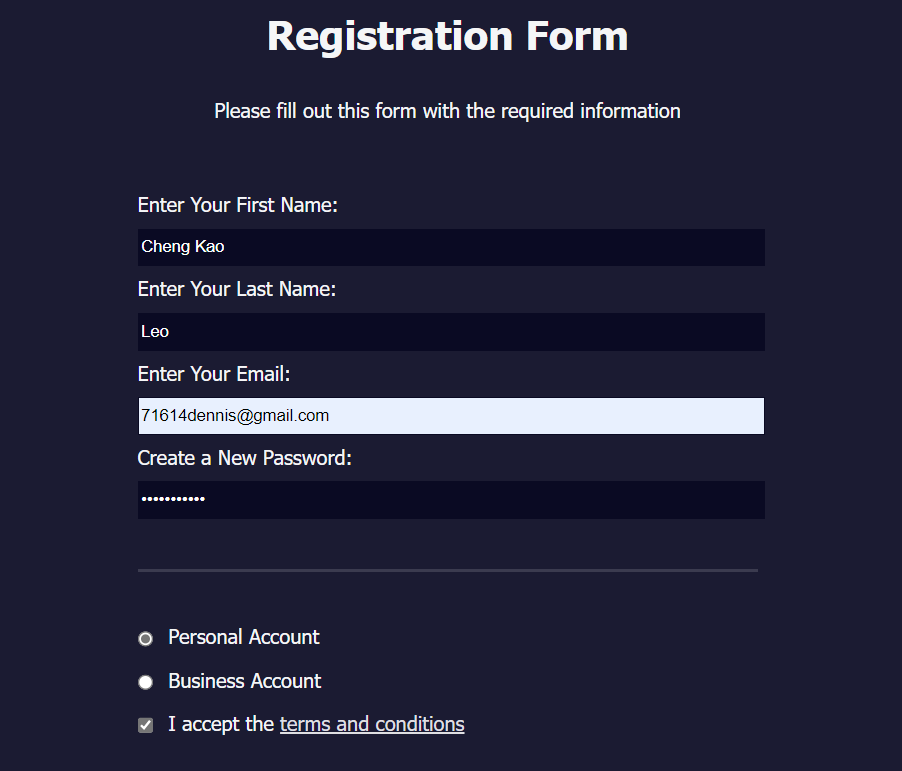 Registration Form
Please fill out this form with the required information
Enter Your First Name:
Cheng Kao
Enter Your Last Name:
Leo
Enter Your Email:
71614dennis@gmail.com
Create a New Password:
•••••••••••
Personal Account
Business Account
I accept the terms and conditions